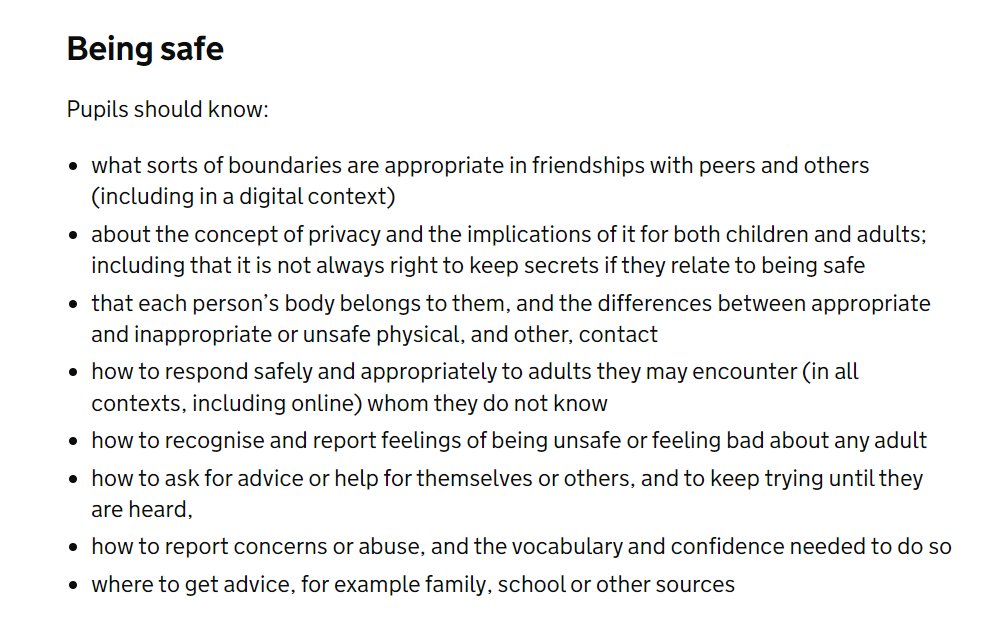 Being safe
Pupils should know:
• what sorts of boundaries are appropriate in friendships with peers and others
(including in a digital context)
• about the concept of privacy and the implications of it for both children and adults;
including that it is not always right to keep secrets if they relate to being safe
• that each person’s body belongs to them, and the differences between appropriate
and inappropriate or unsafe physical, and other, contact
• how to respond safely and appropriately to adults they may encounter (in all
contexts, including online) whom they do not know
• how to recognise and report feelings of being unsafe or feeling bad about any adult
• how to ask for advice or help for themselves or others, and to keep trying until they
are heard,
• how to report concerns or abuse, and the vocabulary and confidence needed to do so
• where to get advice, for example family, school or other sources